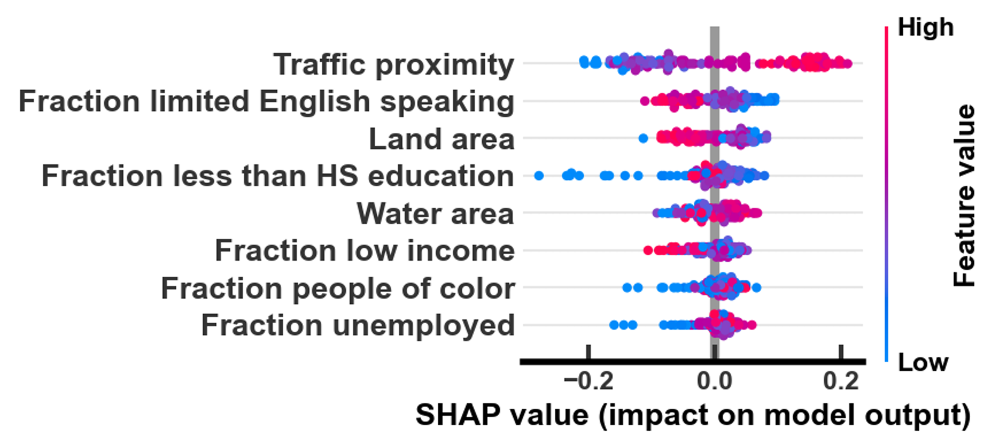 High
Traffic proximity
Fraction limited English speaking
Land area
Fraction less than HS education
Water area
Fraction low income
Fraction people of color
Fraction unemployed
Feature value
Low
−0.2 0.0 0.2
SHAP value (impact on model output)